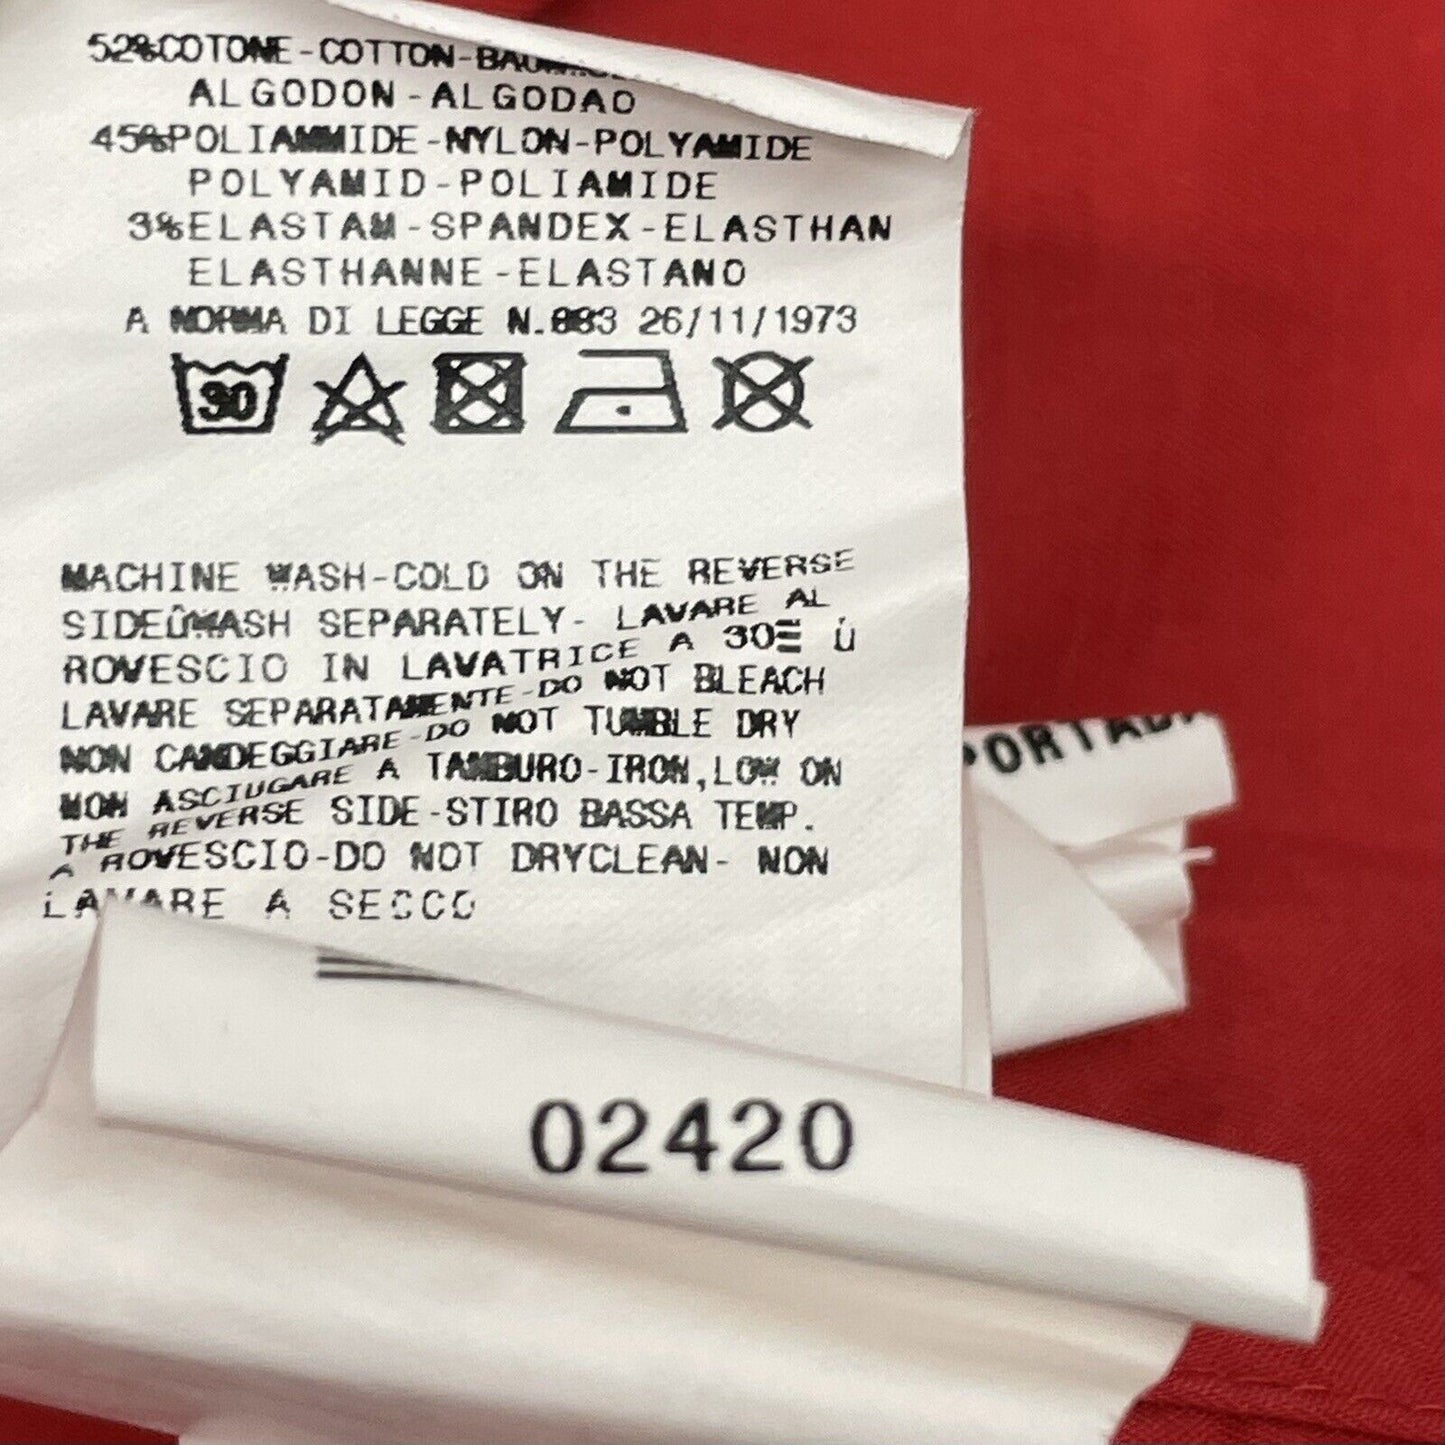 52%COTONE-COTTON-
ALGODON-ALGODAO
45%POLIAMMIDE-NYLON-POLYAMIDE
POLYAMID-POLIAMIDE
3%ELASTAM-SPANDEX-ELASTHAN
ELASTHANNE-ELASTANO
A NORMA DI LEGGE N.883 26/11/1973
30
MACHINE WASH-COLD ON THE REVERSE
SIDEÛWASH SEPARATELY- LAVARE AL
ROVESCIO IN LAVATRICE A 30 Ù
LAVARE SEPARATAMENTE-DO NOT BLEACH
NON CANDEGGIARE-DO NOT TUMBLE DRY
NON ASCIUGARE A TAMBURO-IRON,LOW ON
THE REVERSE SIDE-STIRO BASSA TEMP.
A ROVESCIO-DO NOT DRYCLEAN- NON
LAVARE A SECCO
02420